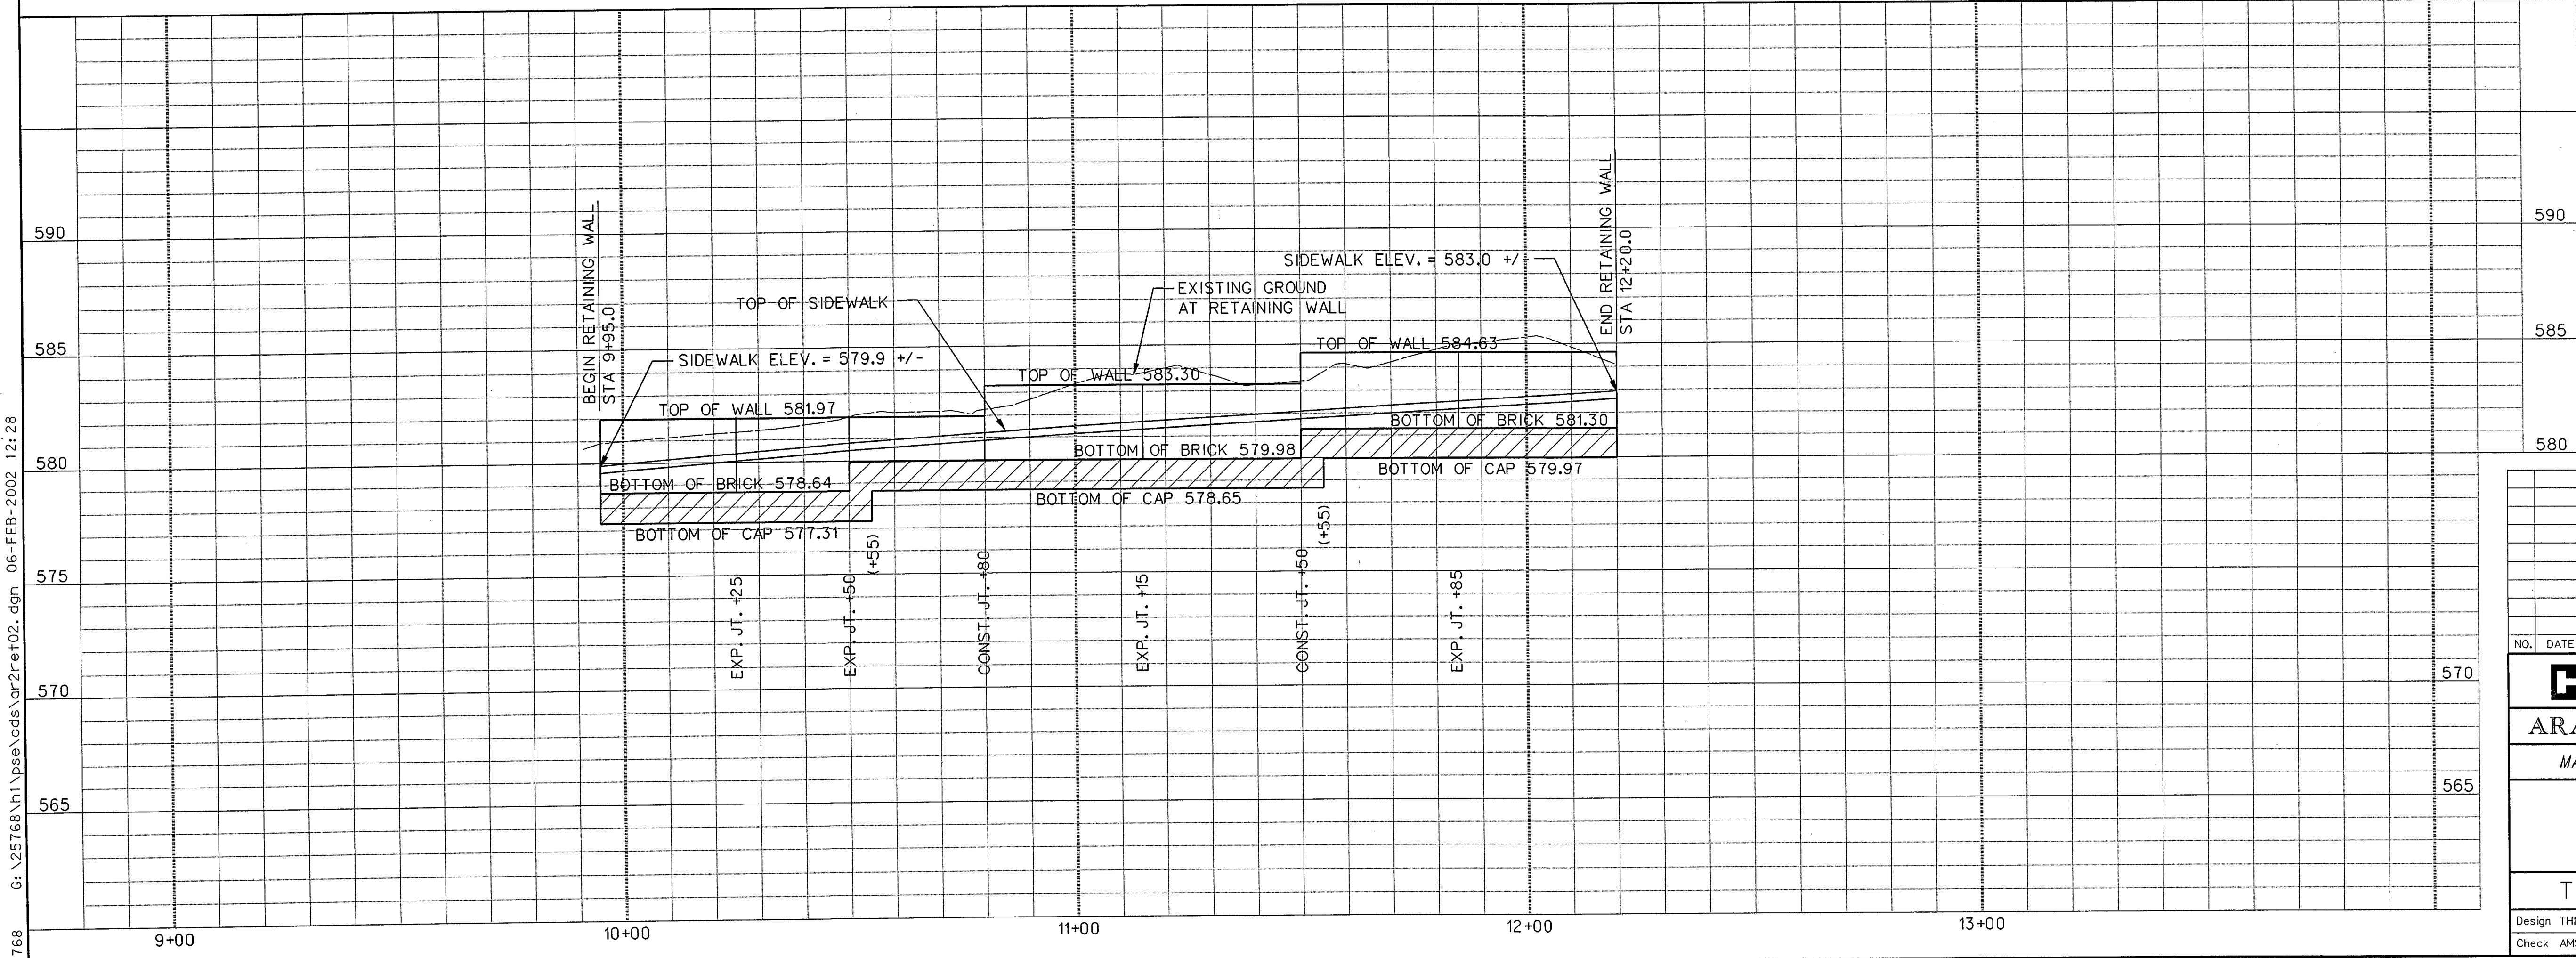 590
585
580
575
570
565
9+00
10+00
11+00
12+00
13+00
590
585
580
570
565
BEGIN RETAINING WALL
STA 9+95.0
END RETAINING WALL
STA 12+20.0
SIDEWALK ELEV. = 583.0 +/-
EXISTING GROUND
AT RETAINING WALL
TOP OF SIDEWALK
SIDEWALK ELEV. = 579.9 +/-
TOP OF WALL 584.63
TOP OF WALL 583.30
TOP OF WALL 581.97
BOTTOM OF BRICK 581.30
BOTTOM OF BRICK 579.98
BOTTOM OF BRICK 578.64
BOTTOM OF CAP 579.97
BOTTOM OF CAP 578.65
BOTTOM OF CAP 577.31
EXP. JT. +25
EXP. JT. +50
(+55)
CONST. JT. +80
EXP. JT. +15
CONST. JT. +50
(+55)
EXP. JT. +85
768 G:\25768\h1\pse\cds\ar2ret02.dgn 06-FEB-2002 12:28
NO. DATE
ARA
MA
T
Design TH
Check AM